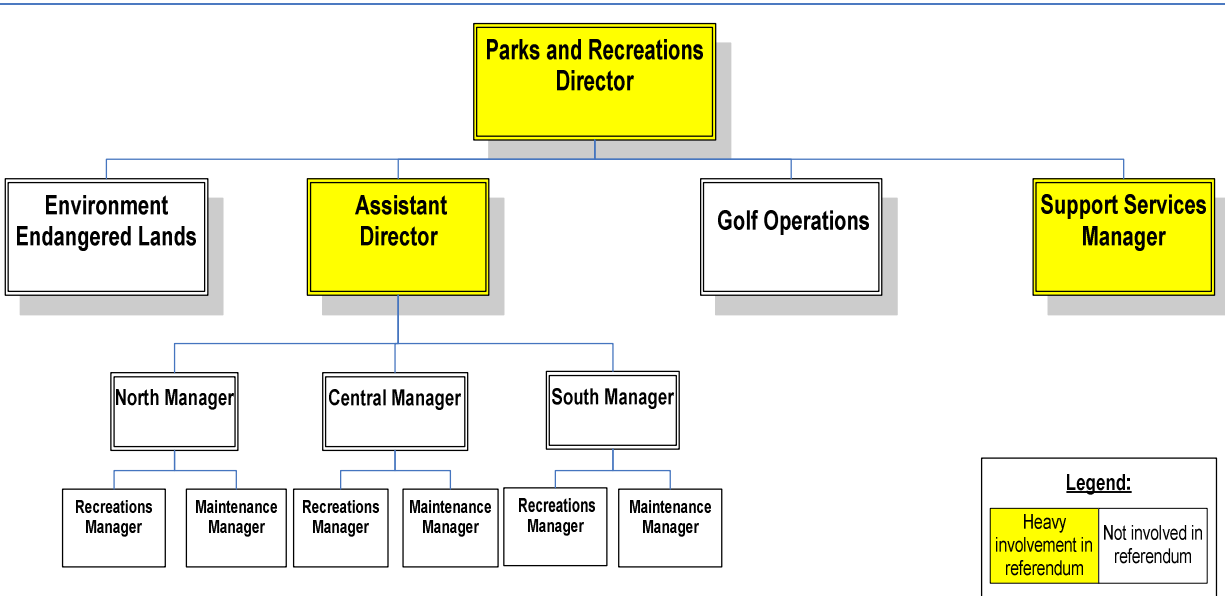 Parks and Recreations
Director
Environment
Endangered Lands
Assistant
Director
Golf Operations
Support Services
Manager
North Manager
Central Manager
South Manager
Recreations
Manager
Maintenance
Manager
Recreations
Manager
Maintenance
Manager
Recreations
Manager
Maintenance
Manager
Legend:
Heavy
involvement in
referendum
Not involved in
referendum